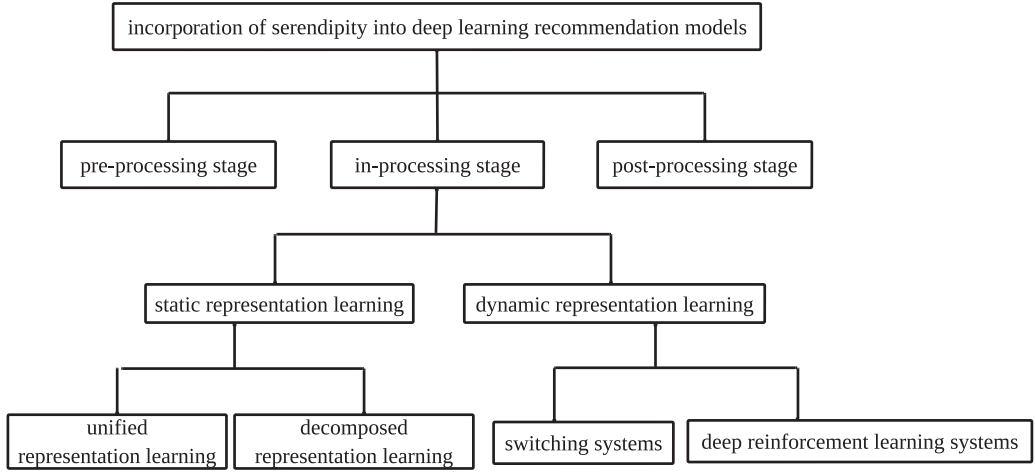 incorporation of serendipity into deep learning recommendation models
pre-processing stage
in-processing stage
post-processing stage
static representation learning
dynamic representation learning
unified
representation learning
decomposed
representation learning
switching systems
deep reinforcement learning systems